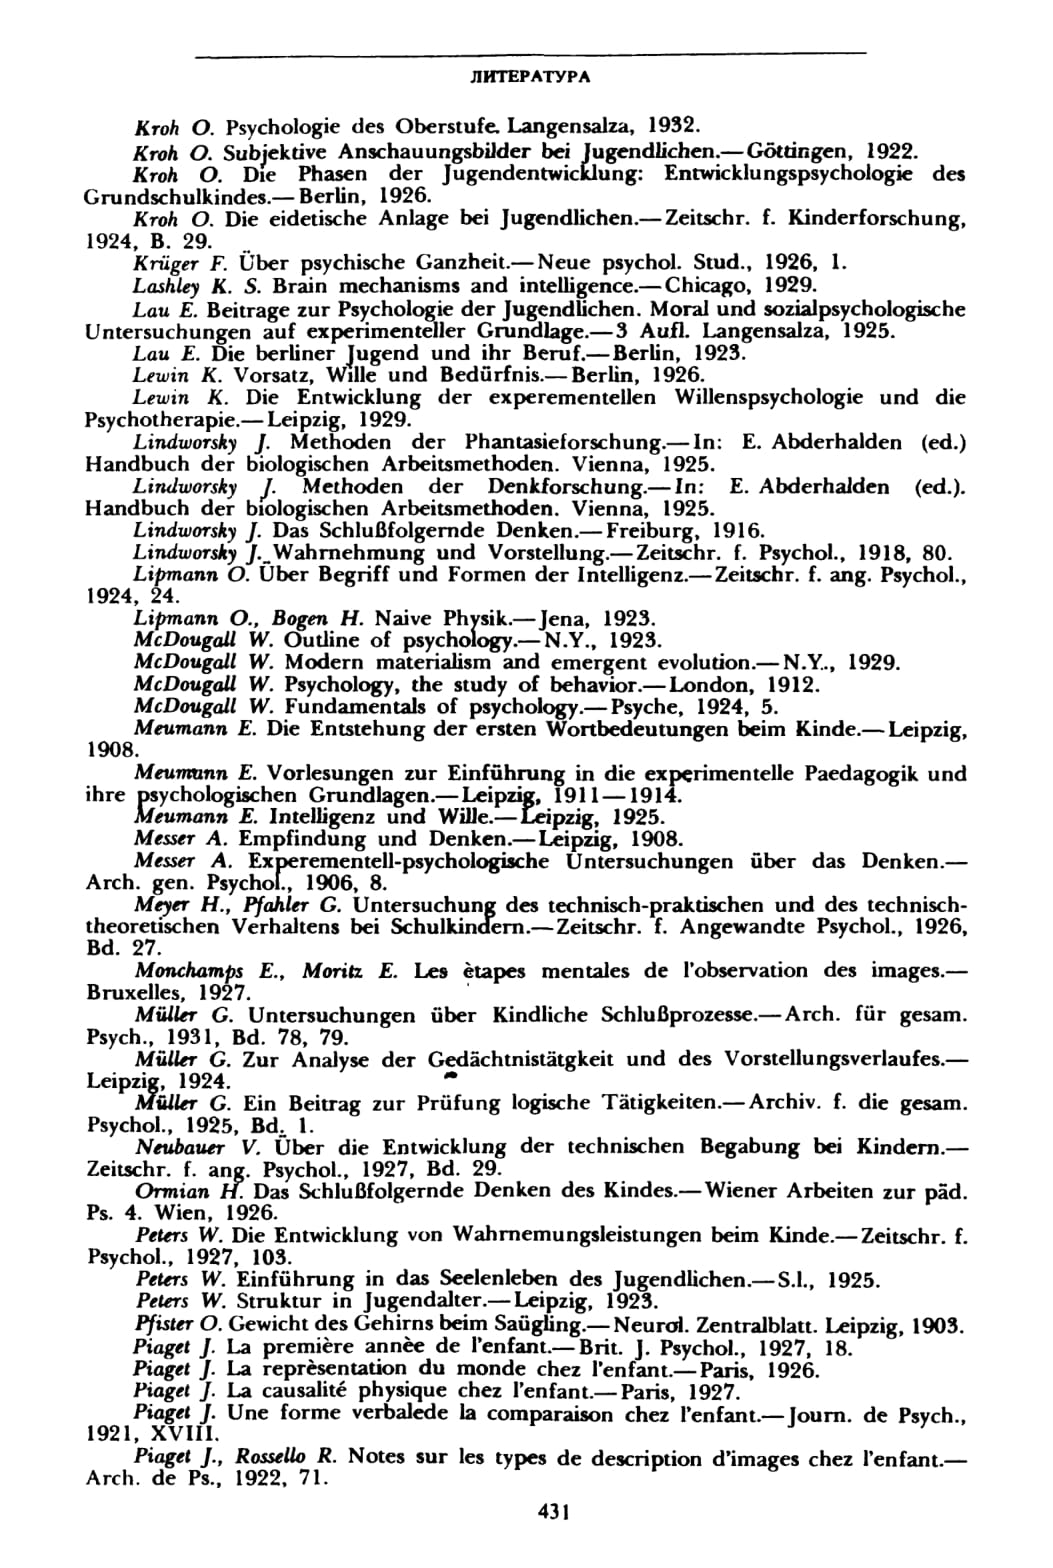 ЛИТЕРАТУРА
Kroh O. Psychologie des Oberstufe. Langensalza, 1932.
Kroh O. Subjektive Anschauungsbilder bei Jugendlichen.—Göttingen, 1922.
Kroh O. Die Phasen der Jugendentwicklung: Entwicklungspsychologie des
Grundschulkindes.—Berlin, 1926.
Kroh O. Die eidetische Anlage bei Jugendlichen.—Zeitschr. f. Kinderforschung,
1924, B. 29.
Krüger F. Über psychische Ganzheit.—Neue psychol. Stud., 1926, 1.
Lashley K. S. Brain mechanisms and intelligence.—Chicago, 1929.
Lau E. Beitrage zur Psychologie der Jugendlichen. Moral und sozialpsychologische
Untersuchungen auf experimenteller Grundlage.—3 Aufl. Langensalza, 1925.
Lau E. Die berliner Jugend und ihr Beruf.—Berlin, 1923.
Lewin K. Vorsatz, Wille und Bedürfnis.—Berlin, 1926.
Lewin K. Die Entwicklung der experementellen Willenspsychologie und die
Psychotherapie.—Leipzig, 1929.
Lindworsky J. Methoden der Phantasieforschung.—In: E. Abderhalden (ed.)
Handbuch der biologischen Arbeitsmethoden. Vienna, 1925.
Lindworsky J. Methoden der Denkforschung.—In: E. Abderhalden (ed.).
Handbuch der biologischen Arbeitsmethoden. Vienna, 1925.
Lindworsky J. Das Schlußfolgernde Denken.—Freiburg, 1916.
Lindworsky J. Wahrnehmung und Vorstellung.—Zeitschr. f. Psychol., 1918, 80.
Lipmann O. Über Begriff und Formen der Intelligenz.—Zeitschr. f. ang. Psychol.,
1924, 24.
Lipmann O., Bogen H. Naive Physik.—Jena, 1923.
McDougall W. Outline of psychology.—N.Y., 1923.
McDougall W. Modern materialism and emergent evolution.—N.Y., 1929.
McDougall W. Psychology, the study of behavior.—London, 1912.
McDougall W. Fundamentals of psychology.—Psyche, 1924, 5.
Meumann E. Die Entstehung der ersten Wortbedeutungen beim Kinde.—Leipzig,
1908.
Meumann E. Vorlesungen zur Einführung in die experimentelle Paedagogik und
ihre psychologischen Grundlagen.—Leipzig, 1911—1914.
Meumann E. Intelligenz und Wille.—Leipzig, 1925.
Messer A. Empfindung und Denken.—Leipzig, 1908.
Messer A. Experementell-psychologische Untersuchungen über das Denken.—
Arch. gen. Psychol., 1906, 8.
Meyer H., Pfahler G. Untersuchung des technisch-praktischen und des technisch-
theoretischen Verhaltens bei Schulkindern.—Zeitschr. f. Angewandte Psychol., 1926,
Bd. 27.
Monchamps E., Moritz E. Les ètapes mentales de l'observation des images.—
Bruxelles, 1927.
Müller G. Untersuchungen über Kindliche Schlußprozesse.—Arch. für gesam.
Psych., 1931, Bd. 78, 79.
Müller G. Zur Analyse der Gedächtnistätgkeit und des Vorstellungsverlaufes.—
Leipzig, 1924.
Müller G. Ein Beitrag zur Prüfung logische Tätigkeiten.—Archiv. f. die gesam.
Psychol., 1925, Bd. 1.
Neubauer V. Über die Entwicklung der technischen Begabung bei Kindern.—
Zeitschr. f. ang. Psychol., 1927, Bd. 29.
Ormian H. Das Schlußfolgernde Denken des Kindes.—Wiener Arbeiten zur päd.
Ps. 4. Wien, 1926.
Peters W. Die Entwicklung von Wahrnemungsleistungen beim Kinde.—Zeitschr. f.
Psychol., 1927, 103.
Peters W. Einführung in das Seelenleben des Jugendlichen.—S.l., 1925.
Peters W. Struktur in Jugendalter.—Leipzig, 1923.
Pfister O. Gewicht des Gehirns beim Saügling.—Neurol. Zentralblatt. Leipzig, 1903.
Piaget J. La première annèe de l'enfant.—Brit. J. Psychol., 1927, 18.
Piaget J. La reprèsentation du monde chez l'enfant.—Paris, 1926.
Piaget J. La causalité physique chez l'enfant.—Paris, 1927.
Piaget J. Une forme verbalede la comparaison chez l'enfant.—Journ. de Psych.,
1921, XVIII.
Piaget J., Rossello R. Notes sur les types de description d'images chez l'enfant.—
Arch. de Ps., 1922, 71.
431